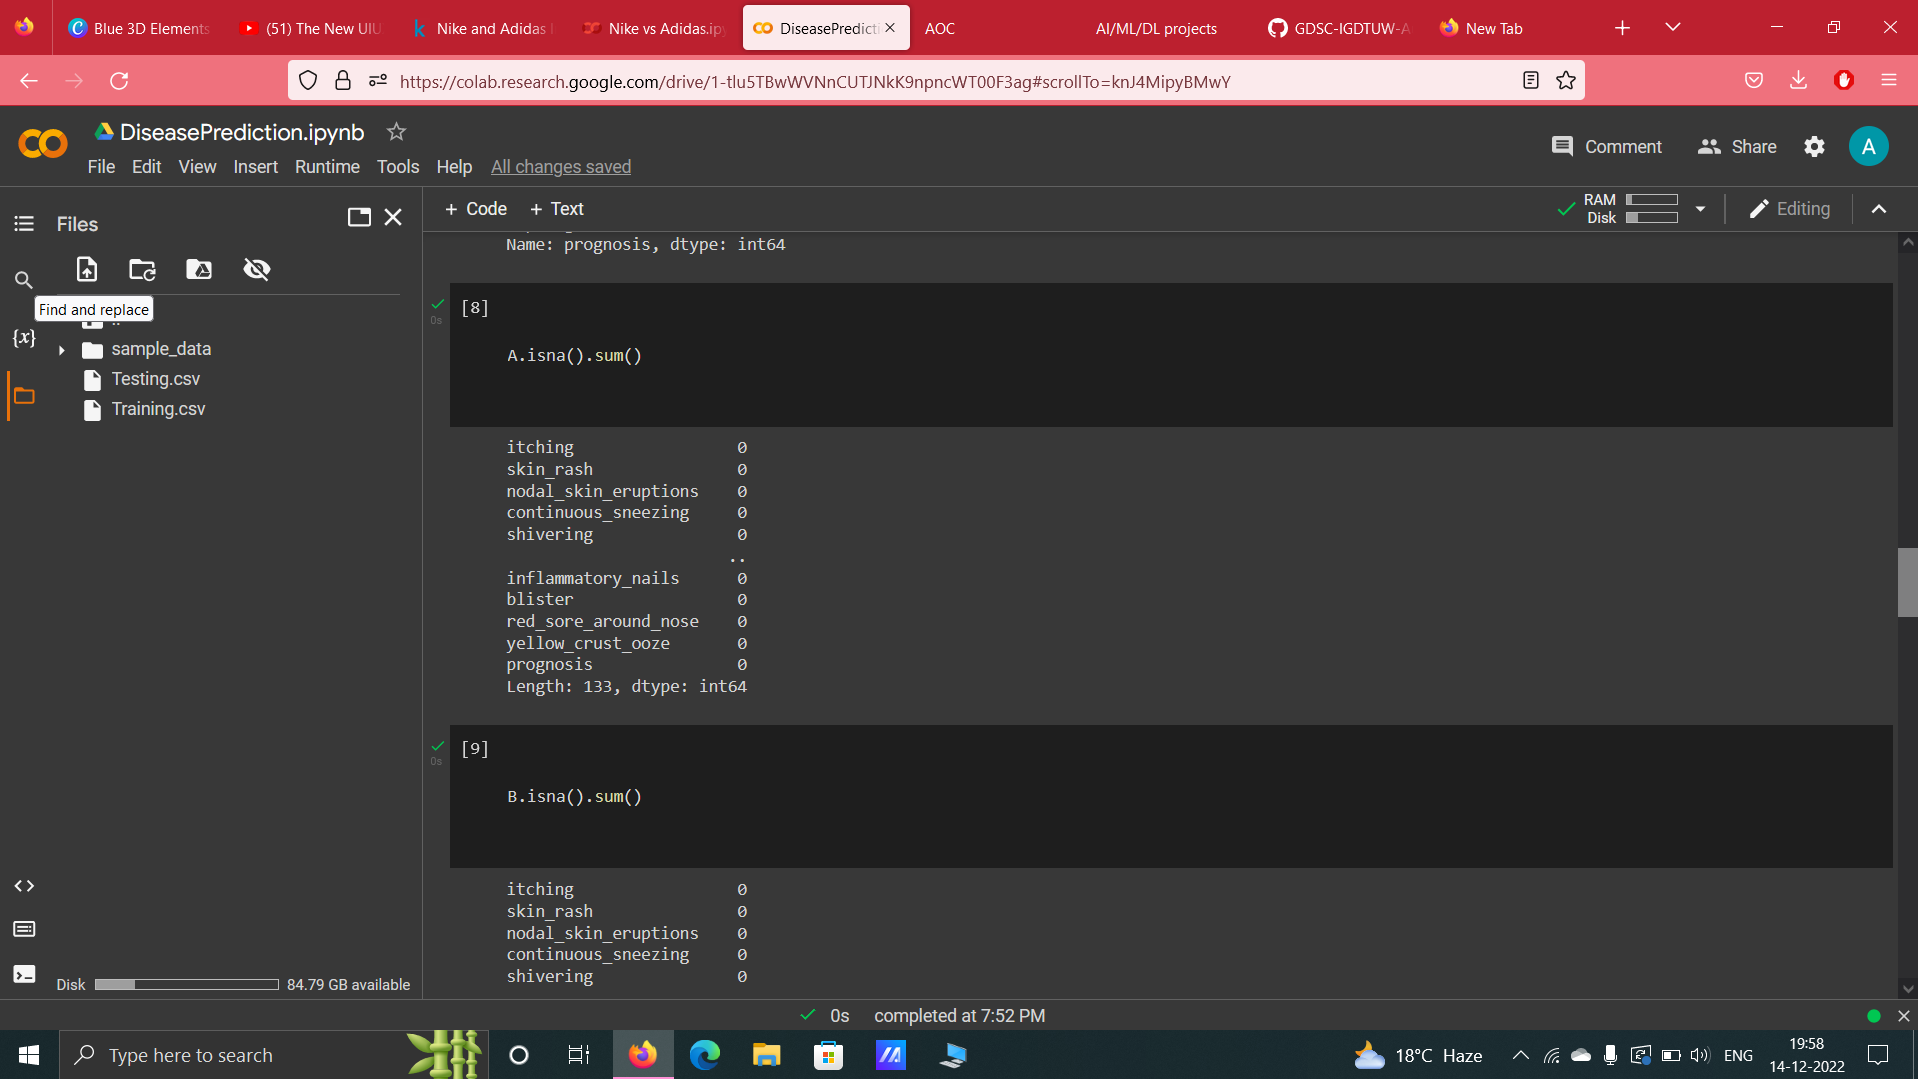 Blue 3D Elements
(51) The New UIU
Nike and Adidas
Nike vs Adidas.ipy
DiseasePredicti
AOC
AI/ML/DL projects
GDSC-IGDTUW-A
New Tab
https://colab.research.google.com/drive/1-tlu5TBwWVNnCUTJNkK9npncWT00F3ag#scrollTo=knJ4MipyBMwY
DiseasePrediction.ipynb
Comment
Share
A
File Edit View Insert Runtime Tools Help All changes saved
Files
+ Code + Text
RAM
Disk
Editing
Find and replace
..
{x}
sample_data
Testing.csv
Training.csv
Disk 84.79 GB available
Name: prognosis, dtype: int64
[8]
0s
A.isna().sum()
itching 0
skin_rash 0
nodal_skin_eruptions 0
continuous_sneezing 0
shivering 0
..
inflammatory_nails 0
blister 0
red_sore_around_nose 0
yellow_crust_ooze 0
prognosis 0
Length: 133, dtype: int64
[9]
0s
B.isna().sum()
itching 0
skin_rash 0
nodal_skin_eruptions 0
continuous_sneezing 0
shivering 0
0s completed at 7:52 PM
Type here to search
18°C Haze
ENG
19:58
14-12-2022